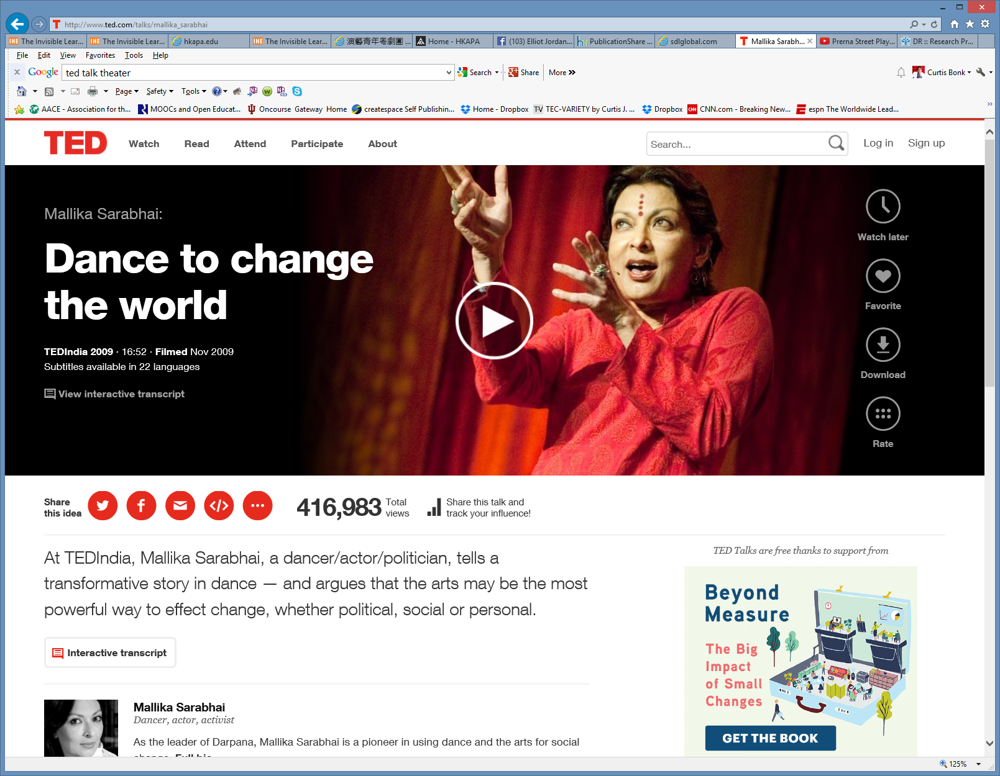 http://www.ted.com/talks/mallika_sarabhai
The Invisible Lear...
The Invisible Lear...
hkapa.edu
The Invisible Lear...
演藝青年粵劇團 ...
Home - HKAPA
(103) Elliot Jordan...
PublicationShare ...
sdlglobal.com
Mallika Sarabh...
Prerna Street Play...
DR :: Research Pr...
File Edit View Favorites Tools Help
x Google ted talk theater Search Share More »
Curtis Bonk
Page Safety Tools
AACE - Association for th... MOOCs and Open Educat... Oncourse Gateway Home createspace Self Publishin... Home - Dropbox TEC-VARIETY by Curtis J. ... Dropbox CNN.com - Breaking New... espn The Worldwide Lead...
TED Watch Read Attend Participate About Search... Log in Sign up
Mallika Sarabhai:
Dance to change
the world
TEDIndia 2009 · 16:52 · Filmed Nov 2009
Subtitles available in 22 languages
View interactive transcript
Watch later
Favorite
Download
Rate
Share
this idea
416,983 Total
views
Share this talk and
track your influence!
At TEDIndia, Mallika Sarabhai, a dancer/actor/politician, tells a
transformative story in dance — and argues that the arts may be the most
powerful way to effect change, whether political, social or personal.
Interactive transcript
Mallika Sarabhai
Dancer, actor, activist
As the leader of Darpana, Mallika Sarabhai is a pioneer in using dance and the arts for social
change. Full bio
TED Talks are free thanks to support from
Beyond
Measure
The Big
Impact
of Small
Changes
GET THE BOOK
125%